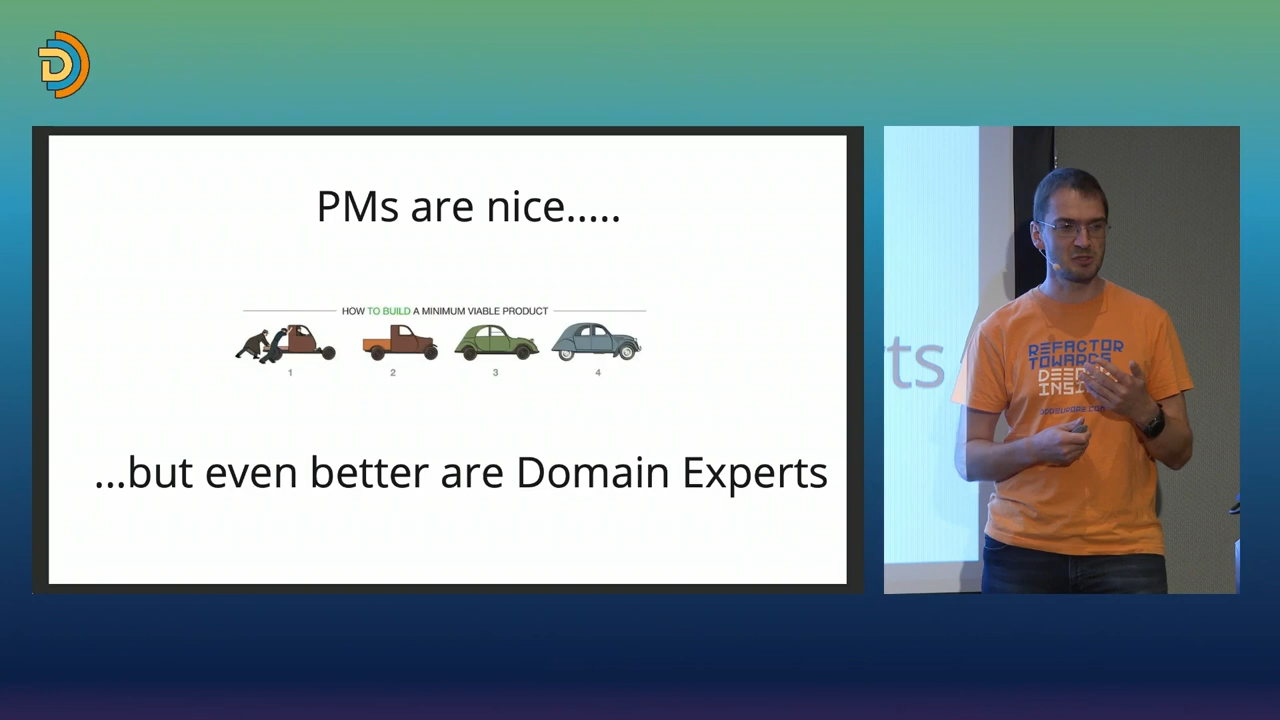 PMs are nice.....
HOW TO BUILD A MINIMUM VIABLE PRODUCT
1
2
3
4
...but even better are Domain Experts
rts
REFACTOR
TOWARDS